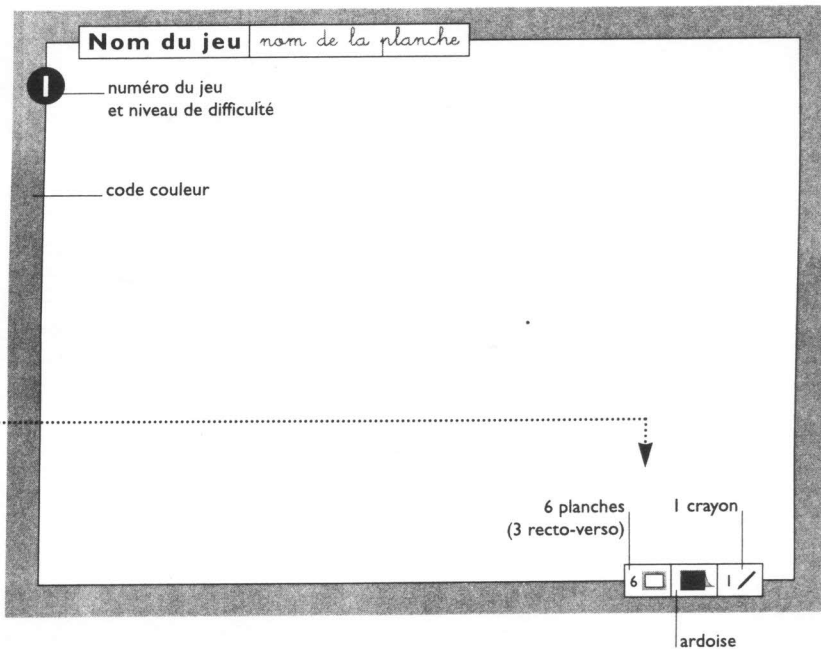 Nom du jeu nom de la planche
1
numéro du jeu
et niveau de difficulté
code couleur
6 planches 1 crayon
(3 recto-verso)
6 1
ardoise